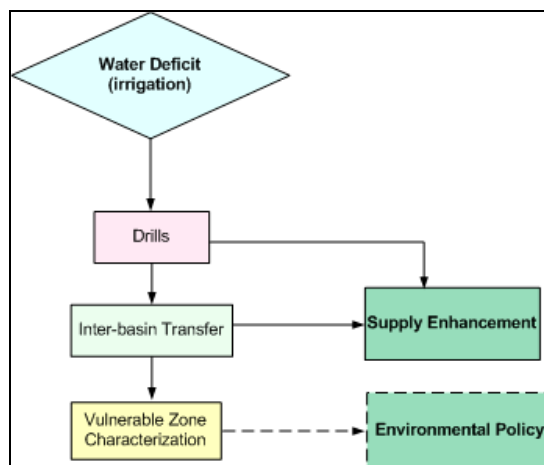 Water Deficit
(irrigation)
Drills
Inter-basin Transfer
Supply Enhancement
Vulnerable Zone
Characterization
Environmental Policy